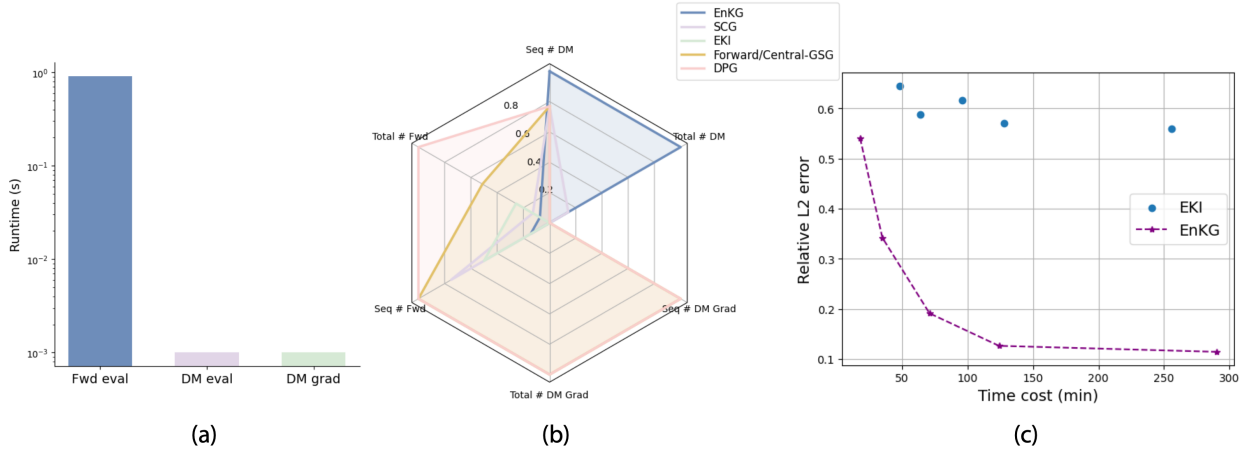 Runtime (s)
10⁰
10⁻¹
10⁻²
10⁻³
Fwd eval
DM eval
DM grad
(a)
EnKG
SCG
EKI
Forward/Central-GSG
DPG
Seq # DM
Total # Fwd
Total # DM
0.8
0.6
0.4
0.2
Seq # Fwd
Seq # DM Grad
Total # DM Grad
(b)
Relative L2 error
0.6
0.5
0.4
0.3
0.2
0.1
EKI
EnKG
50
100
150
200
250
300
Time cost (min)
(c)